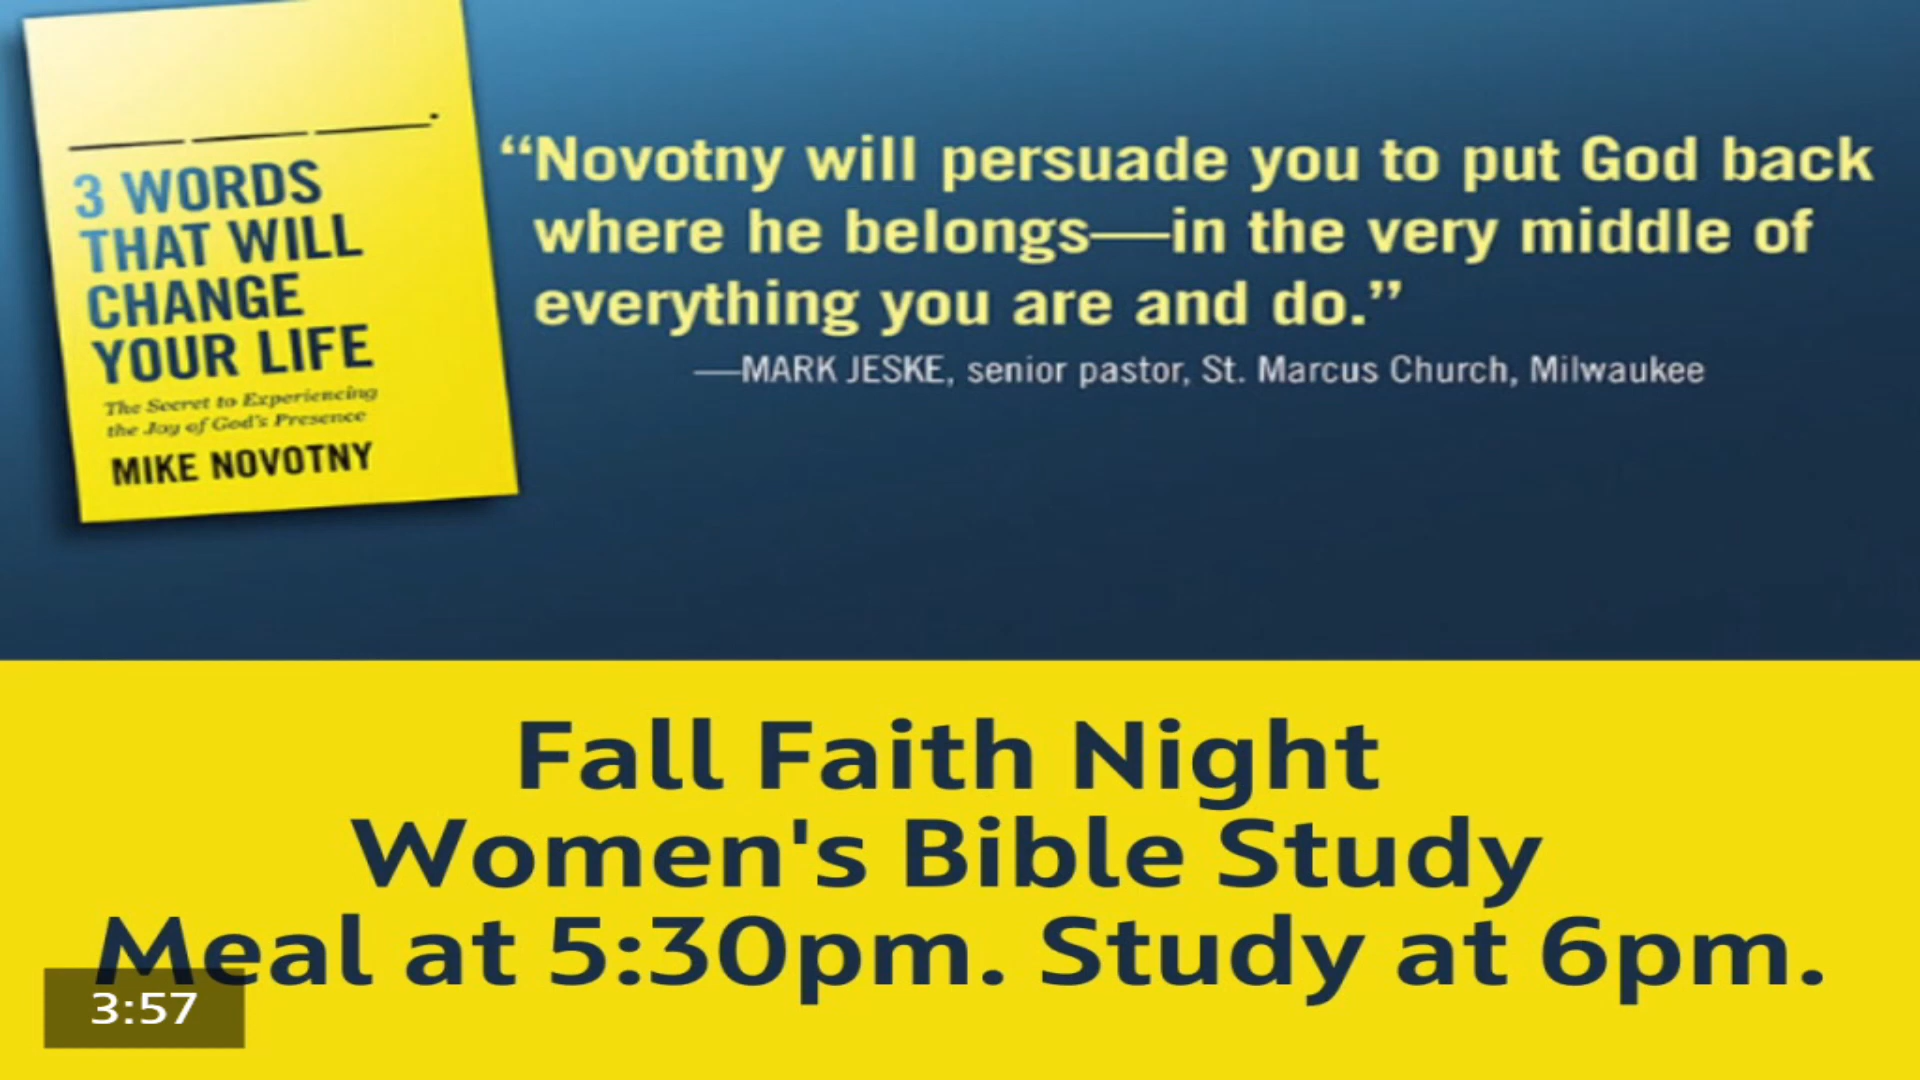 3 WORDS
THAT WILL
CHANGE
YOUR LIFE
The Secret to Experiencing
the Joy of God's Presence
MIKE NOVOTNY
“Novotny will persuade you to put God back
where he belongs—in the very middle of
everything you are and do.”
—MARK JESKE, senior pastor, St. Marcus Church, Milwaukee
Fall Faith Night
Women's Bible Study
Meal at 5:30pm. Study at 6pm.
3:57